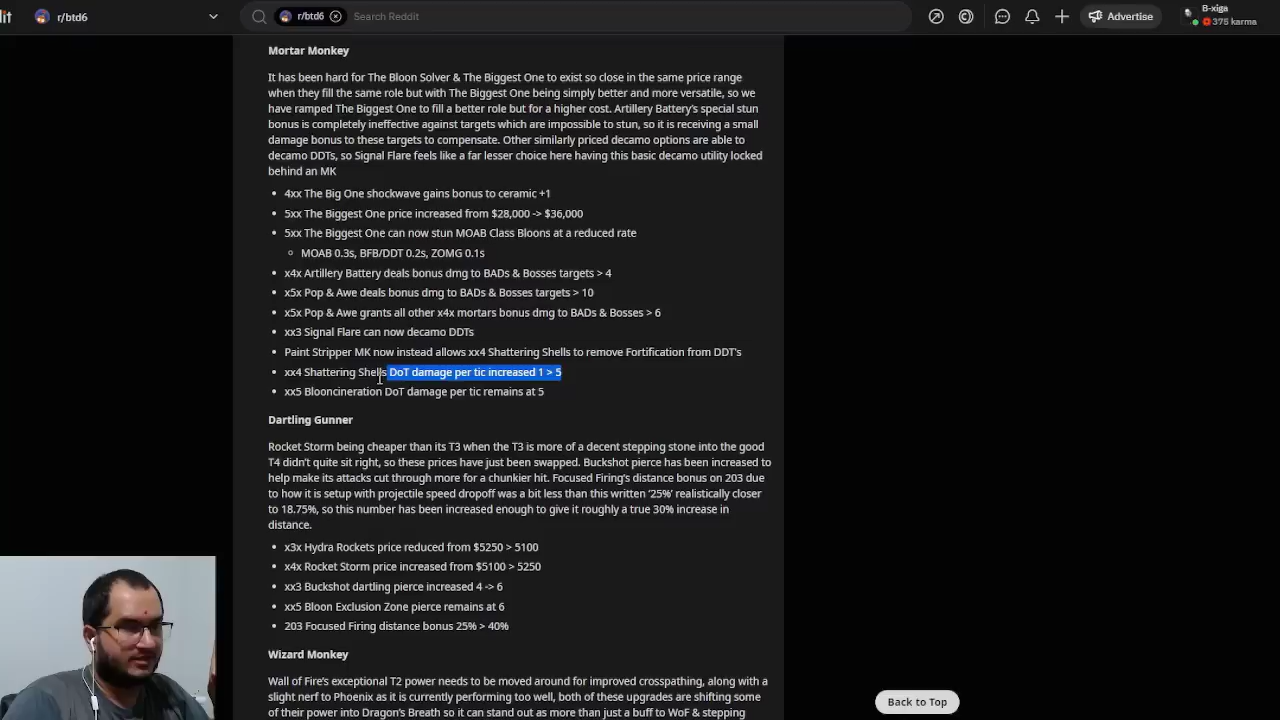 it
r/btd6
r/btd6
Search Reddit
Advertise
B-xiga
375 karma
Mortar Monkey
It has been hard for The Bloon Solver & The Biggest One to exist so close in the same price range
when they fill the same role but with The Biggest One being simply better and more versatile, so we
have ramped The Biggest One to fill a better role but for a higher cost. Artillery Battery's special stun
bonus is completely ineffective against targets which are impossible to stun, so it is receiving a small
damage bonus to these targets to compensate. Other similarly priced decamo options are able to
decamo DDTs, so Signal Flare feels like a far lesser choice here having this basic decamo utility locked
behind an MK
• 4xx The Big One shockwave gains bonus to ceramic +1
• 5xx The Biggest One price increased from $28,000 -> $36,000
• 5xx The Biggest One can now stun MOAB Class Bloons at a reduced rate
○ MOAB 0.3s, BFB/DDT 0.2s, ZOMG 0.1s
• x4x Artillery Battery deals bonus dmg to BADs & Bosses targets > 4
• x5x Pop & Awe deals bonus dmg to BADs & Bosses targets > 10
• x5x Pop & Awe grants all other x4x mortars bonus dmg to BADs & Bosses > 6
• xx3 Signal Flare can now decamo DDTs
• Paint Stripper MK now instead allows xx4 Shattering Shells to remove Fortification from DDT's
• xx4 Shattering Shells DoT damage per tic increased 1 > 5
• xx5 Blooncineration DoT damage per tic remains at 5
Dartling Gunner
Rocket Storm being cheaper than its T3 when the T3 is more of a decent stepping stone into the good
T4 didn't quite sit right, so these prices have just been swapped. Buckshot pierce has been increased to
help make its attacks cut through more for a chunkier hit. Focused Firing's distance bonus on 203 due
to how it is setup with projectile speed dropoff was a bit less than this written '25%' realistically closer
to 18.75%, so this number has been increased enough to give it roughly a true 30% increase in
distance.
• x3x Hydra Rockets price reduced from $5250 > 5100
• x4x Rocket Storm price increased from $5100 > 5250
• xx3 Buckshot dartling pierce increased 4 -> 6
• xx5 Bloon Exclusion Zone pierce remains at 6
• 203 Focused Firing distance bonus 25% > 40%
Wizard Monkey
Wall of Fire's exceptional T2 power needs to be moved around for improved crosspathing, along with a
slight nerf to Phoenix as it is currently performing too well, both of these upgrades are shifting some
of their power into Dragon's Breath so it can stand out as more than just a buff to WoF & stepping
Back to Top